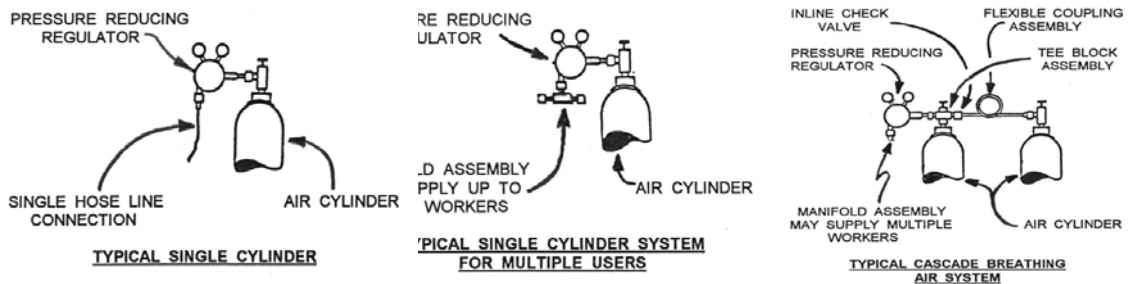 PRESSURE REDUCING
REGULATOR
SINGLE HOSE LINE
CONNECTION
AIR CYLINDER
TYPICAL SINGLE CYLINDER
RE REDUCING
ULATOR
LD ASSEMBLY
PPLY UP TO
WORKERS
AIR CYLINDER
YPICAL SINGLE CYLINDER SYSTEM
FOR MULTIPLE USERS
INLINE CHECK
VALVE
FLEXIBLE COUPLING
ASSEMBLY
PRESSURE REDUCING
REGULATOR
TEE BLOCK
ASSEMBLY
MANIFOLD ASSEMBLY
MAY SUPPLY MULTIPLE
WORKERS
AIR CYLINDER
TYPICAL CASCADE BREATHING
AIR SYSTEM